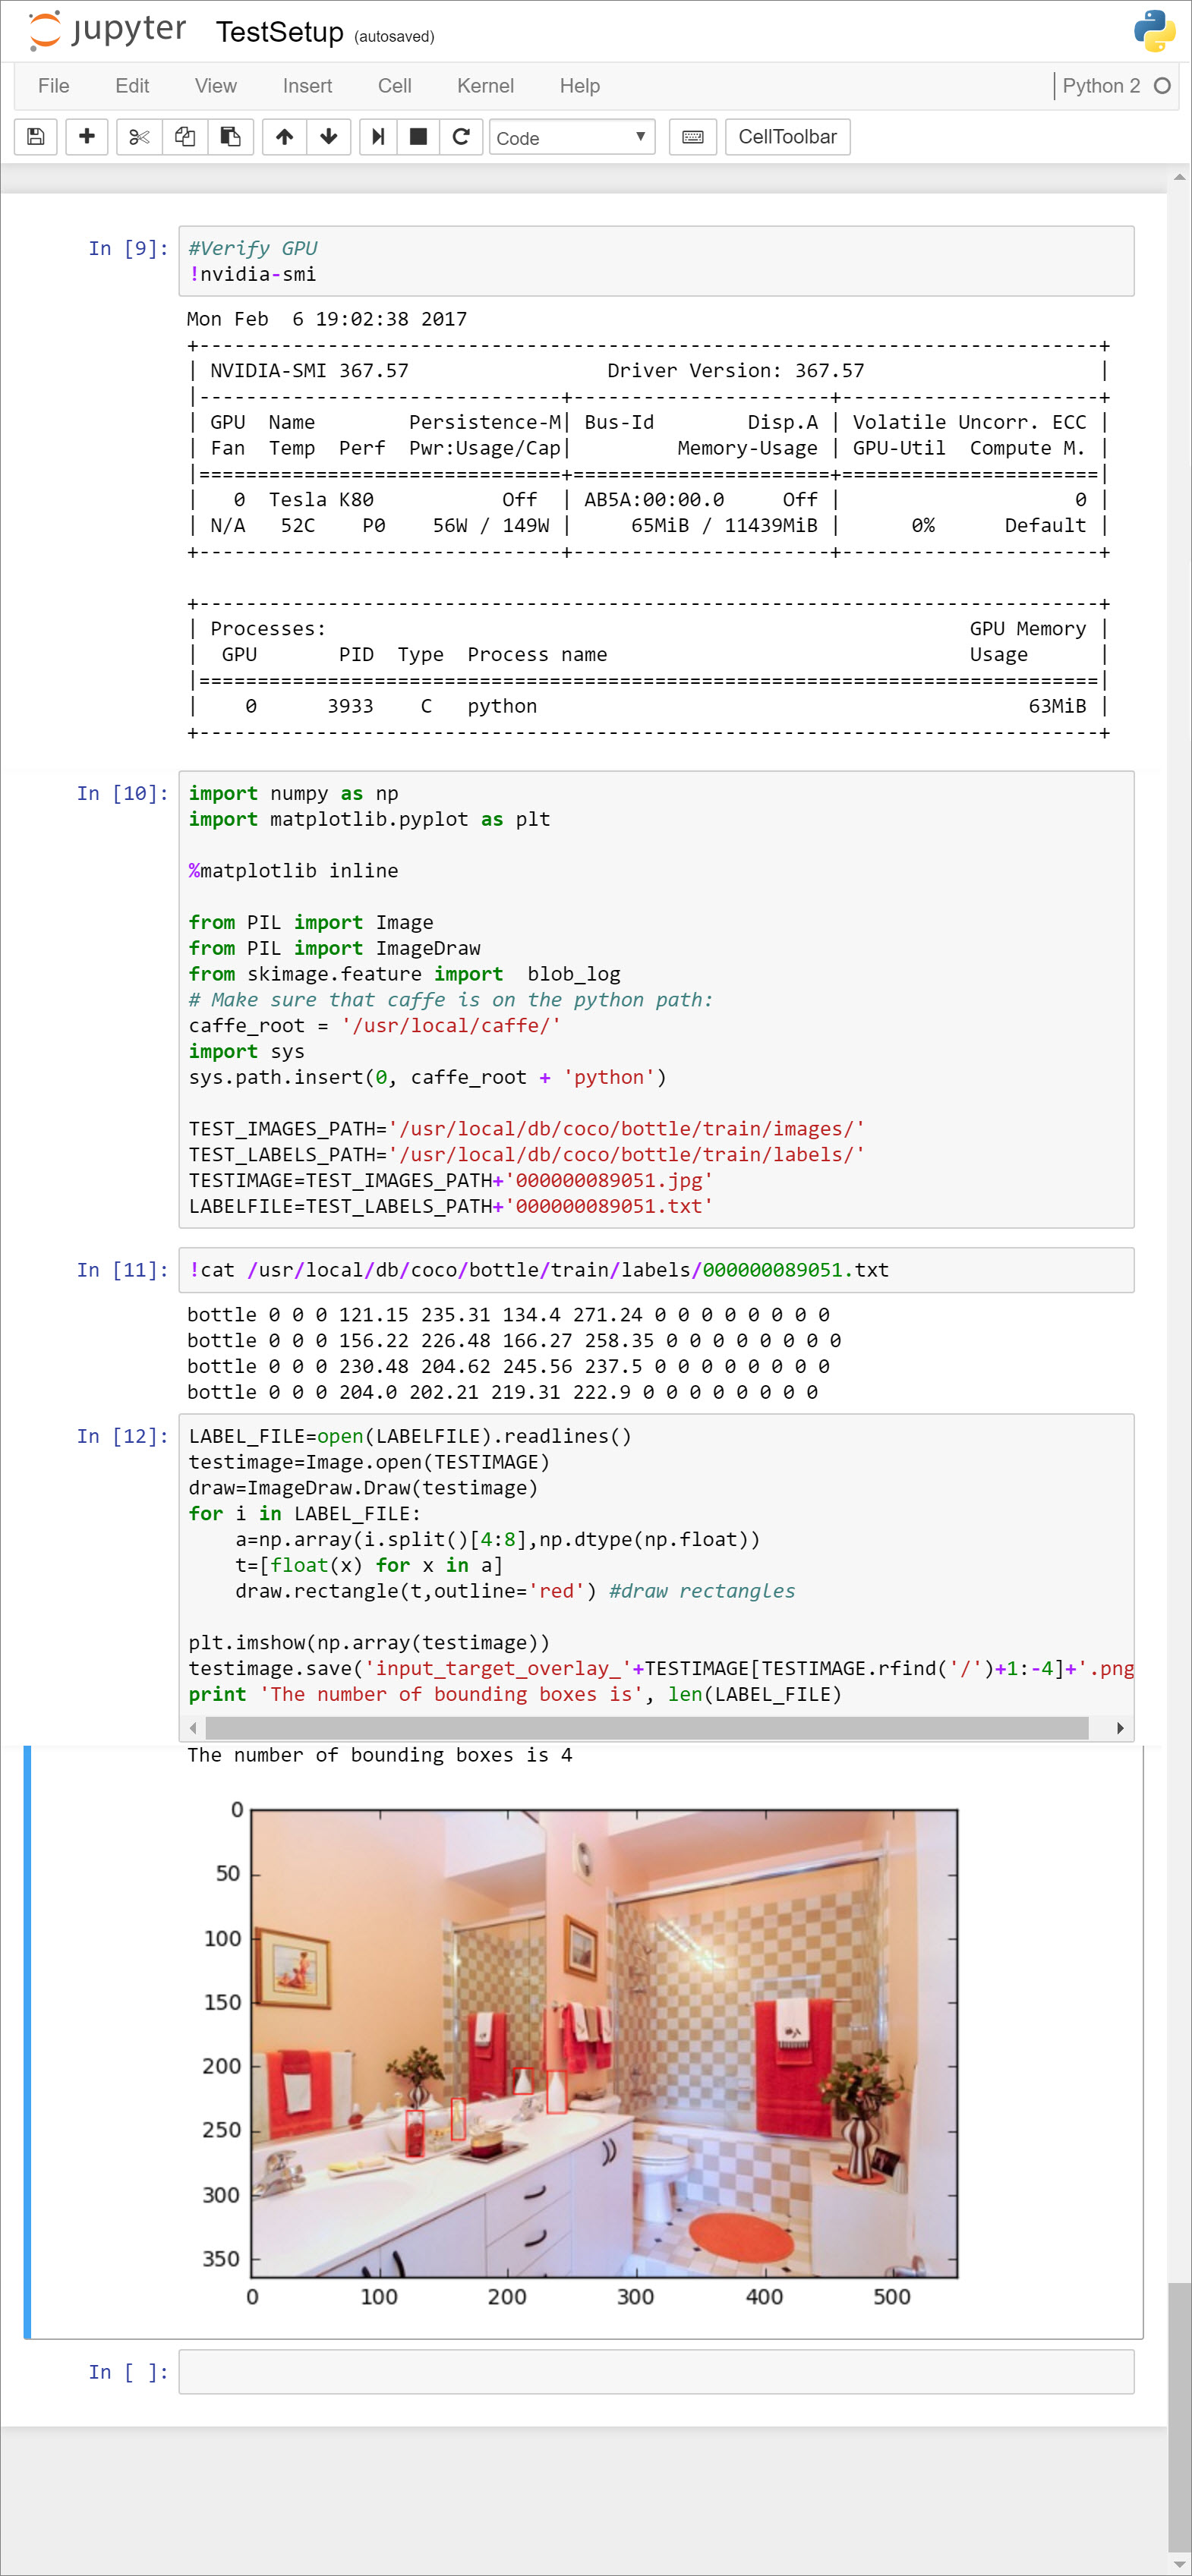 jupyter TestSetup (autosaved)
File Edit View Insert Cell Kernel Help Python 2
Code CellToolbar
In [9]: #Verify GPU
!nvidia-smi
Mon Feb  6 19:02:38 2017
+-----------------------------------------------------------------------------+
| NVIDIA-SMI 367.57                 Driver Version: 367.57                    |
|-------------------------------+----------------------+----------------------+
| GPU  Name        Persistence-M| Bus-Id        Disp.A | Volatile Uncorr. ECC |
| Fan  Temp  Perf  Pwr:Usage/Cap|         Memory-Usage | GPU-Util  Compute M. |
|===============================+======================+======================|
|   0  Tesla K80           Off  | AB5A:00:00.0     Off |                    0 |
| N/A   52C    P0    56W / 149W |     65MiB / 11439MiB |      0%      Default |
+-------------------------------+----------------------+----------------------+
+-----------------------------------------------------------------------------+
| Processes:                                                       GPU Memory |
|  GPU       PID  Type  Process name                               Usage      |
|=============================================================================|
|    0      3933    C   python                                          63MiB |
+-----------------------------------------------------------------------------+
In [10]: import numpy as np
import matplotlib.pyplot as plt
%matplotlib inline
from PIL import Image
from PIL import ImageDraw
from skimage.feature import  blob_log
# Make sure that caffe is on the python path:
caffe_root = '/usr/local/caffe/'
import sys
sys.path.insert(0, caffe_root + 'python')
TEST_IMAGES_PATH='/usr/local/db/coco/bottle/train/images/'
TEST_LABELS_PATH='/usr/local/db/coco/bottle/train/labels/'
TESTIMAGE=TEST_IMAGES_PATH+'000000089051.jpg'
LABELFILE=TEST_LABELS_PATH+'000000089051.txt'
In [11]: !cat /usr/local/db/coco/bottle/train/labels/000000089051.txt
bottle 0 0 0 121.15 235.31 134.4 271.24 0 0 0 0 0 0 0 0
bottle 0 0 0 156.22 226.48 166.27 258.35 0 0 0 0 0 0 0 0
bottle 0 0 0 230.48 204.62 245.56 237.5 0 0 0 0 0 0 0 0
bottle 0 0 0 204.0 202.21 219.31 222.9 0 0 0 0 0 0 0 0
In [12]: LABEL_FILE=open(LABELFILE).readlines()
testimage=Image.open(TESTIMAGE)
draw=ImageDraw.Draw(testimage)
for i in LABEL_FILE:
    a=np.array(i.split()[4:8],np.dtype(np.float))
    t=[float(x) for x in a]
    draw.rectangle(t,outline='red') #draw rectangles
plt.imshow(np.array(testimage))
testimage.save('input_target_overlay_'+TESTIMAGE[TESTIMAGE.rfind('/')+1:-4]+'.png
print 'The number of bounding boxes is', len(LABEL_FILE)
The number of bounding boxes is 4
0
50
100
150
200
250
300
350
0 100 200 300 400 500
In [ ]: